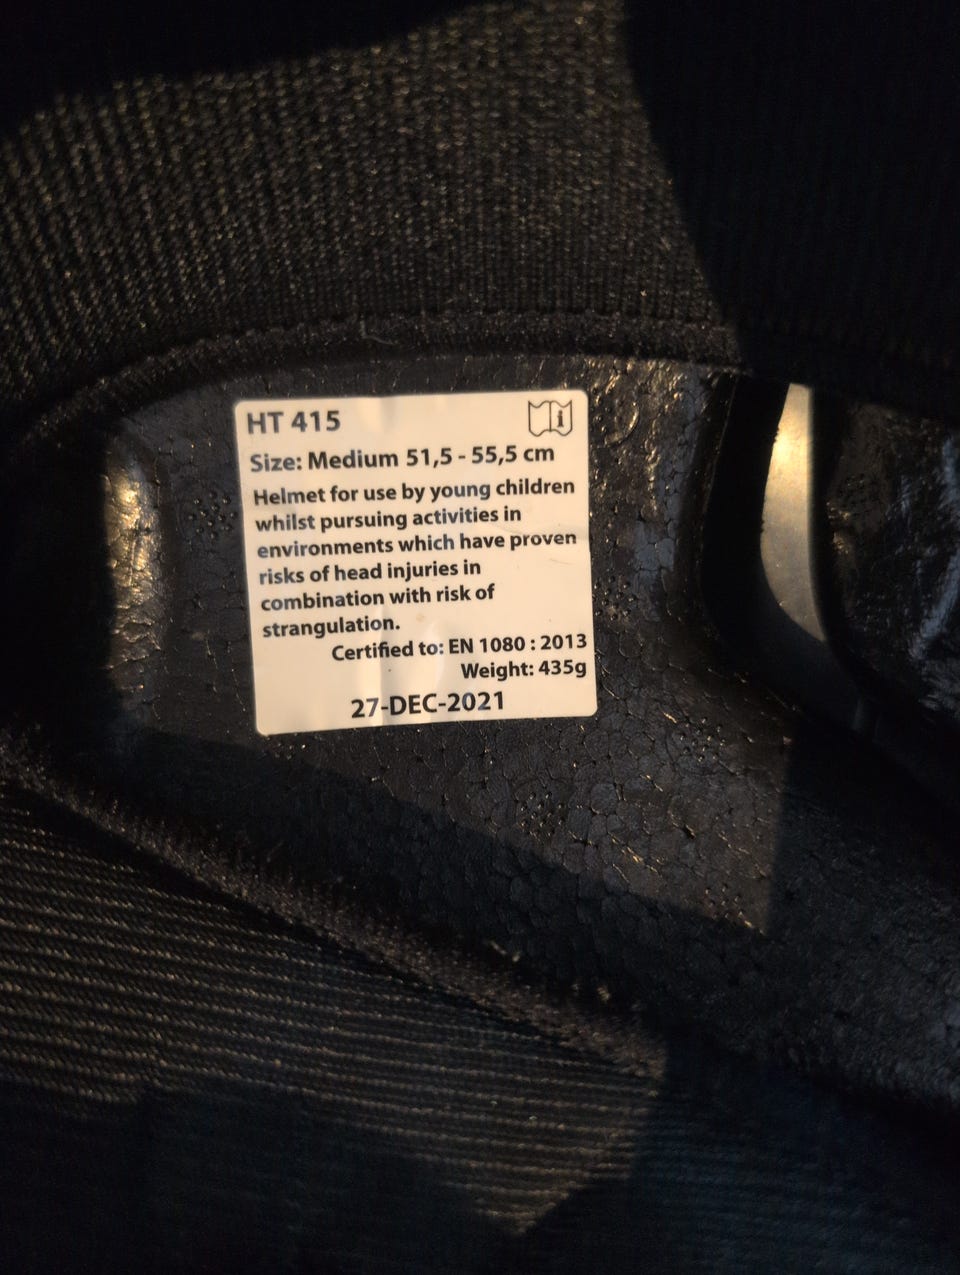 HT 415
i
Size: Medium 51,5 - 55,5 cm
Helmet for use by young children
whilst pursuing activities in
environments which have proven
risks of head injuries in
combination with risk of
strangulation.
Certified to: EN 1080 : 2013
Weight: 435g
27-DEC-2021